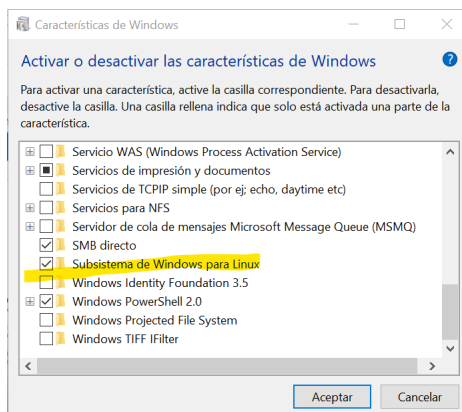 Características de Windows
Activar o desactivar las características de Windows
Para activar una característica, active la casilla correspondiente. Para desactivarla,
desactive la casilla. Una casilla rellena indica que solo está activada una parte de la
característica.
Servicio WAS (Windows Process Activation Service)
Servicios de impresión y documentos
Servicios de TCPIP simple (por ej; echo, daytime etc)
Servicios para NFS
Servidor de cola de mensajes Microsoft Message Queue (MSMQ)
SMB directo
Subsistema de Windows para Linux
Windows Identity Foundation 3.5
Windows PowerShell 2.0
Windows Projected File System
Windows TIFF IFilter
Aceptar Cancelar